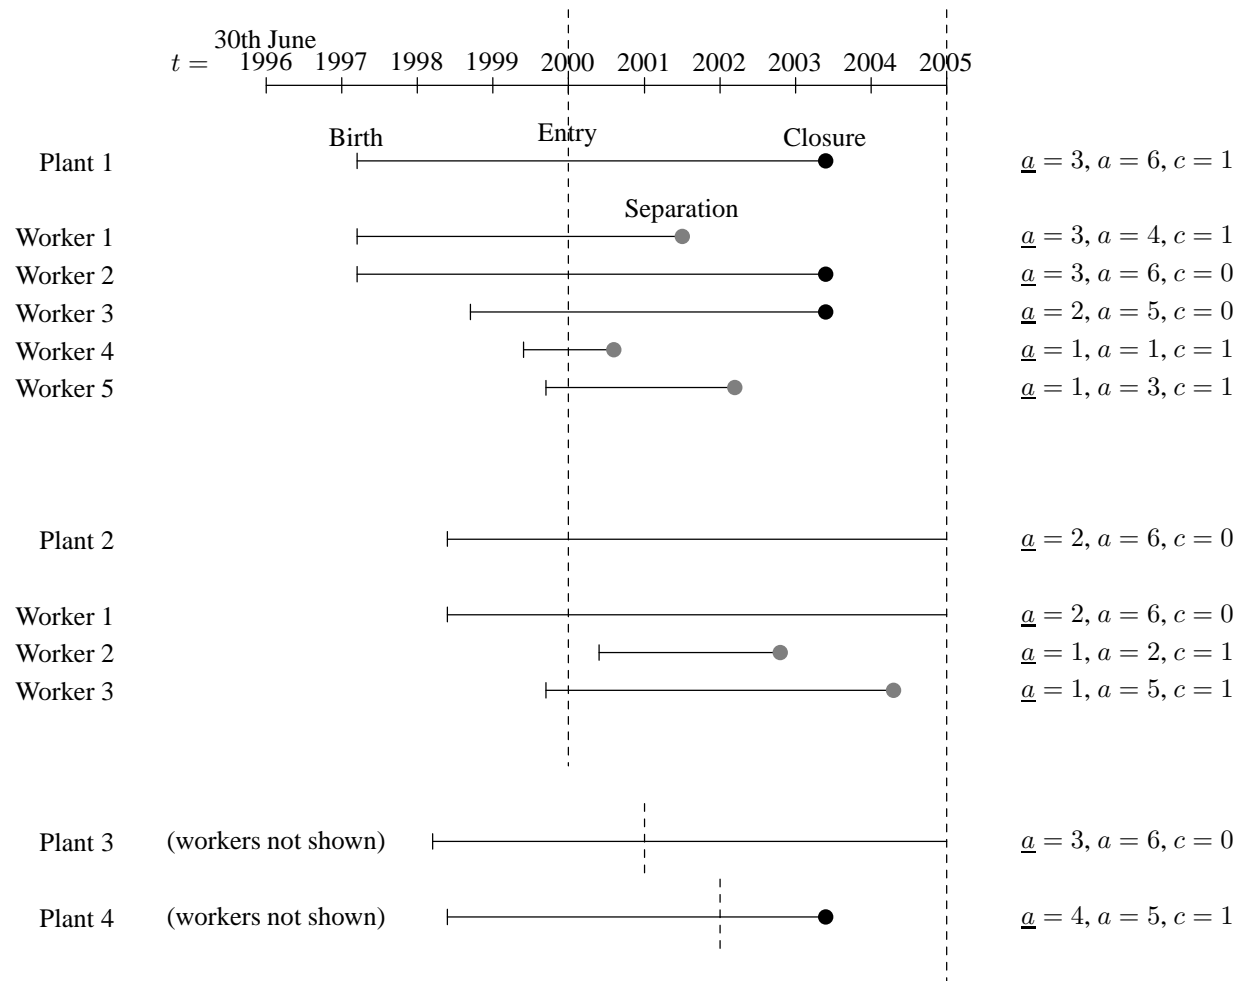 30th June
t = 1996 1997 1998 1999 2000 2001 2002 2003 2004 2005
Birth Entry Closure
Plant 1 a = 3, a = 6, c = 1
Separation
Worker 1 a = 3, a = 4, c = 1
Worker 2 a = 3, a = 6, c = 0
Worker 3 a = 2, a = 5, c = 0
Worker 4 a = 1, a = 1, c = 1
Worker 5 a = 1, a = 3, c = 1
Plant 2 a = 2, a = 6, c = 0
Worker 1 a = 2, a = 6, c = 0
Worker 2 a = 1, a = 2, c = 1
Worker 3 a = 1, a = 5, c = 1
Plant 3 (workers not shown) a = 3, a = 6, c = 0
Plant 4 (workers not shown) a = 4, a = 5, c = 1